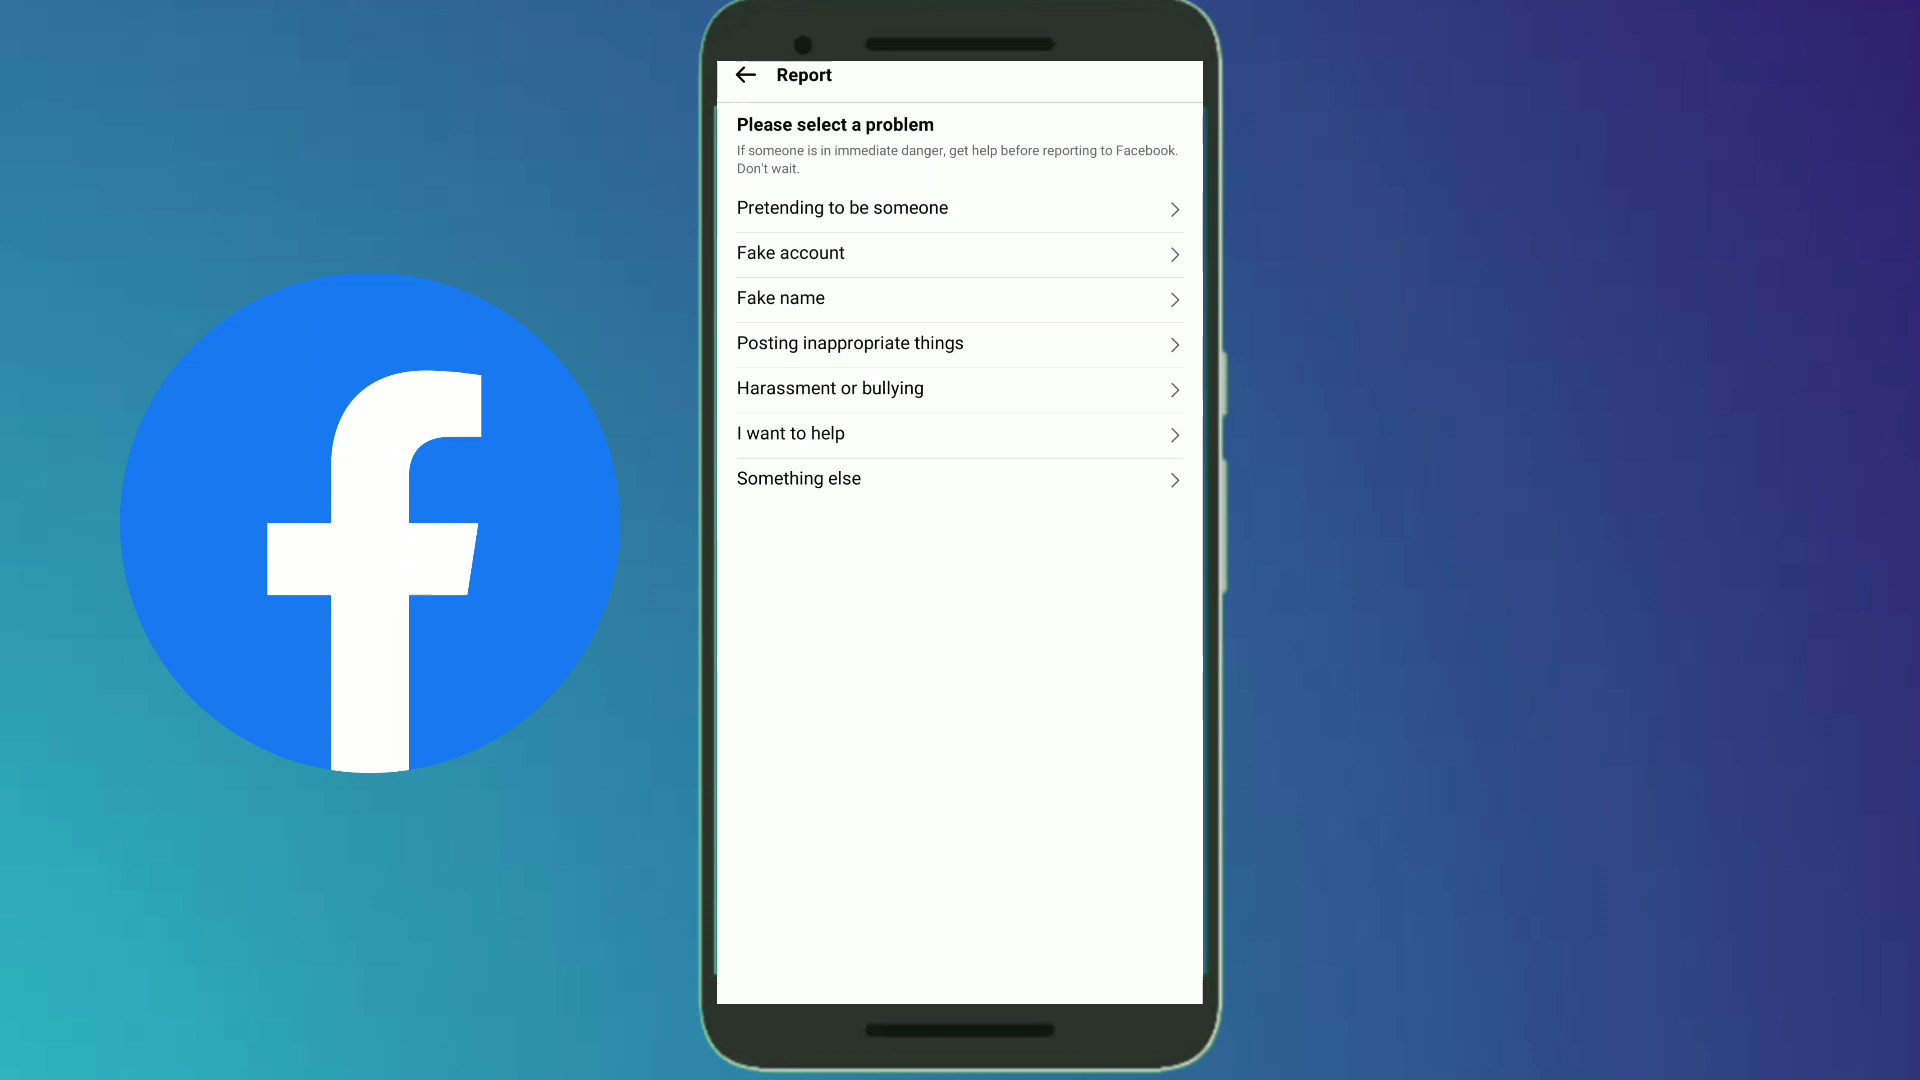 Report
Please select a problem
If someone is in immediate danger, get help before reporting to Facebook.
Don't wait.
Pretending to be someone
Fake account
Fake name
Posting inappropriate things
Harassment or bullying
I want to help
Something else